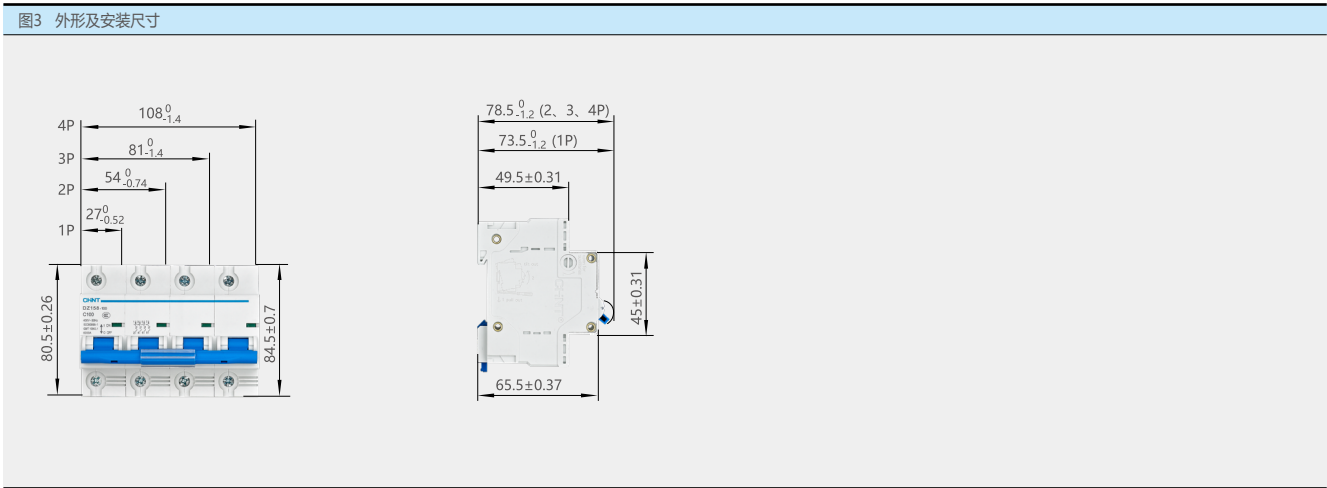 图3 外形及安装尺寸
4P 108 0 -1.4
3P 81 0 -1.4
2P 54 0 -0.74
1P 27 0 -0.52
80.5±0.26
84.5±0.7
CHNT
DZ158-100
C100
78.5 0 -1.2 (2、3、4P)
73.5 0 -1.2 (1P)
49.5±0.31
45±0.31
65.5±0.37
CHNT